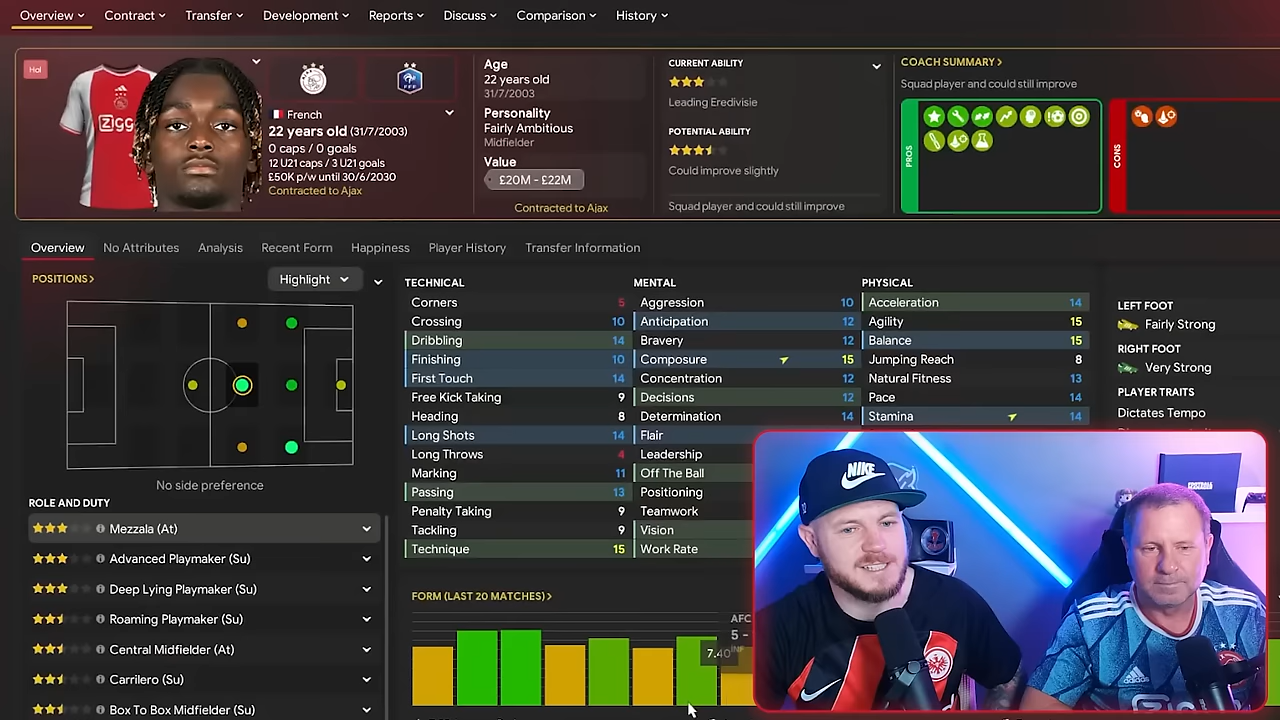 Overview Contract Transfer Development Reports Discuss Comparison History
Hol
ZIGG
French
22 years old (31/7/2003)
0 caps / 0 goals
12 U21 caps / 3 U21 goals
£50K p/w until 30/6/2030
Contracted to Ajax
Age
22 years old
31/7/2003
Personality
Fairly Ambitious
Midfielder
Value
£20M - £22M
Contracted to Ajax
CURRENT ABILITY
Leading Eredivisie
POTENTIAL ABILITY
Could improve slightly
Squad player and could still improve
COACH SUMMARY >
Squad player and could still improve
PROS
CONS
Overview No Attributes Analysis Recent Form Happiness Player History Transfer Information
POSITIONS >
Highlight
No side preference
ROLE AND DUTY
Mezzala (At)
Advanced Playmaker (Su)
Deep Lying Playmaker (Su)
Roaming Playmaker (Su)
Central Midfielder (At)
Carrilero (Su)
Box To Box Midfielder (Su)
TECHNICAL
Corners 5
Crossing 10
Dribbling 14
Finishing 10
First Touch 14
Free Kick Taking 9
Heading 8
Long Shots 14
Long Throws 4
Marking 11
Passing 13
Penalty Taking 9
Tackling 9
Technique 15
MENTAL
Aggression 10
Anticipation 12
Bravery 12
Composure 15
Concentration 12
Decisions 12
Determination 14
Flair
Leadership
Off The Ball
Positioning
Teamwork
Vision
Work Rate
PHYSICAL
Acceleration 14
Agility 15
Balance 15
Jumping Reach 8
Natural Fitness 13
Pace 14
Stamina 14
LEFT FOOT
Fairly Strong
RIGHT FOOT
Very Strong
PLAYER TRAITS
Dictates Tempo
FORM (LAST 20 MATCHES) >
AFC
5 -
7.40
NIKE
adidas